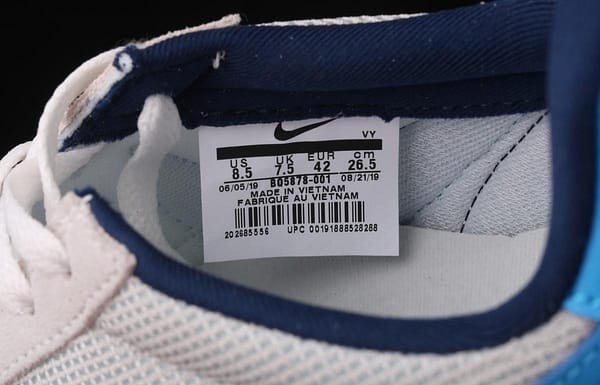 VY
US UK EUR cm
8.5 7.5 42 26.5
06/05/19 BO5878-001 08/21/19
MADE IN VIETNAM
FABRIQUE AU VIETNAM
202685556 UPC 00191888528288